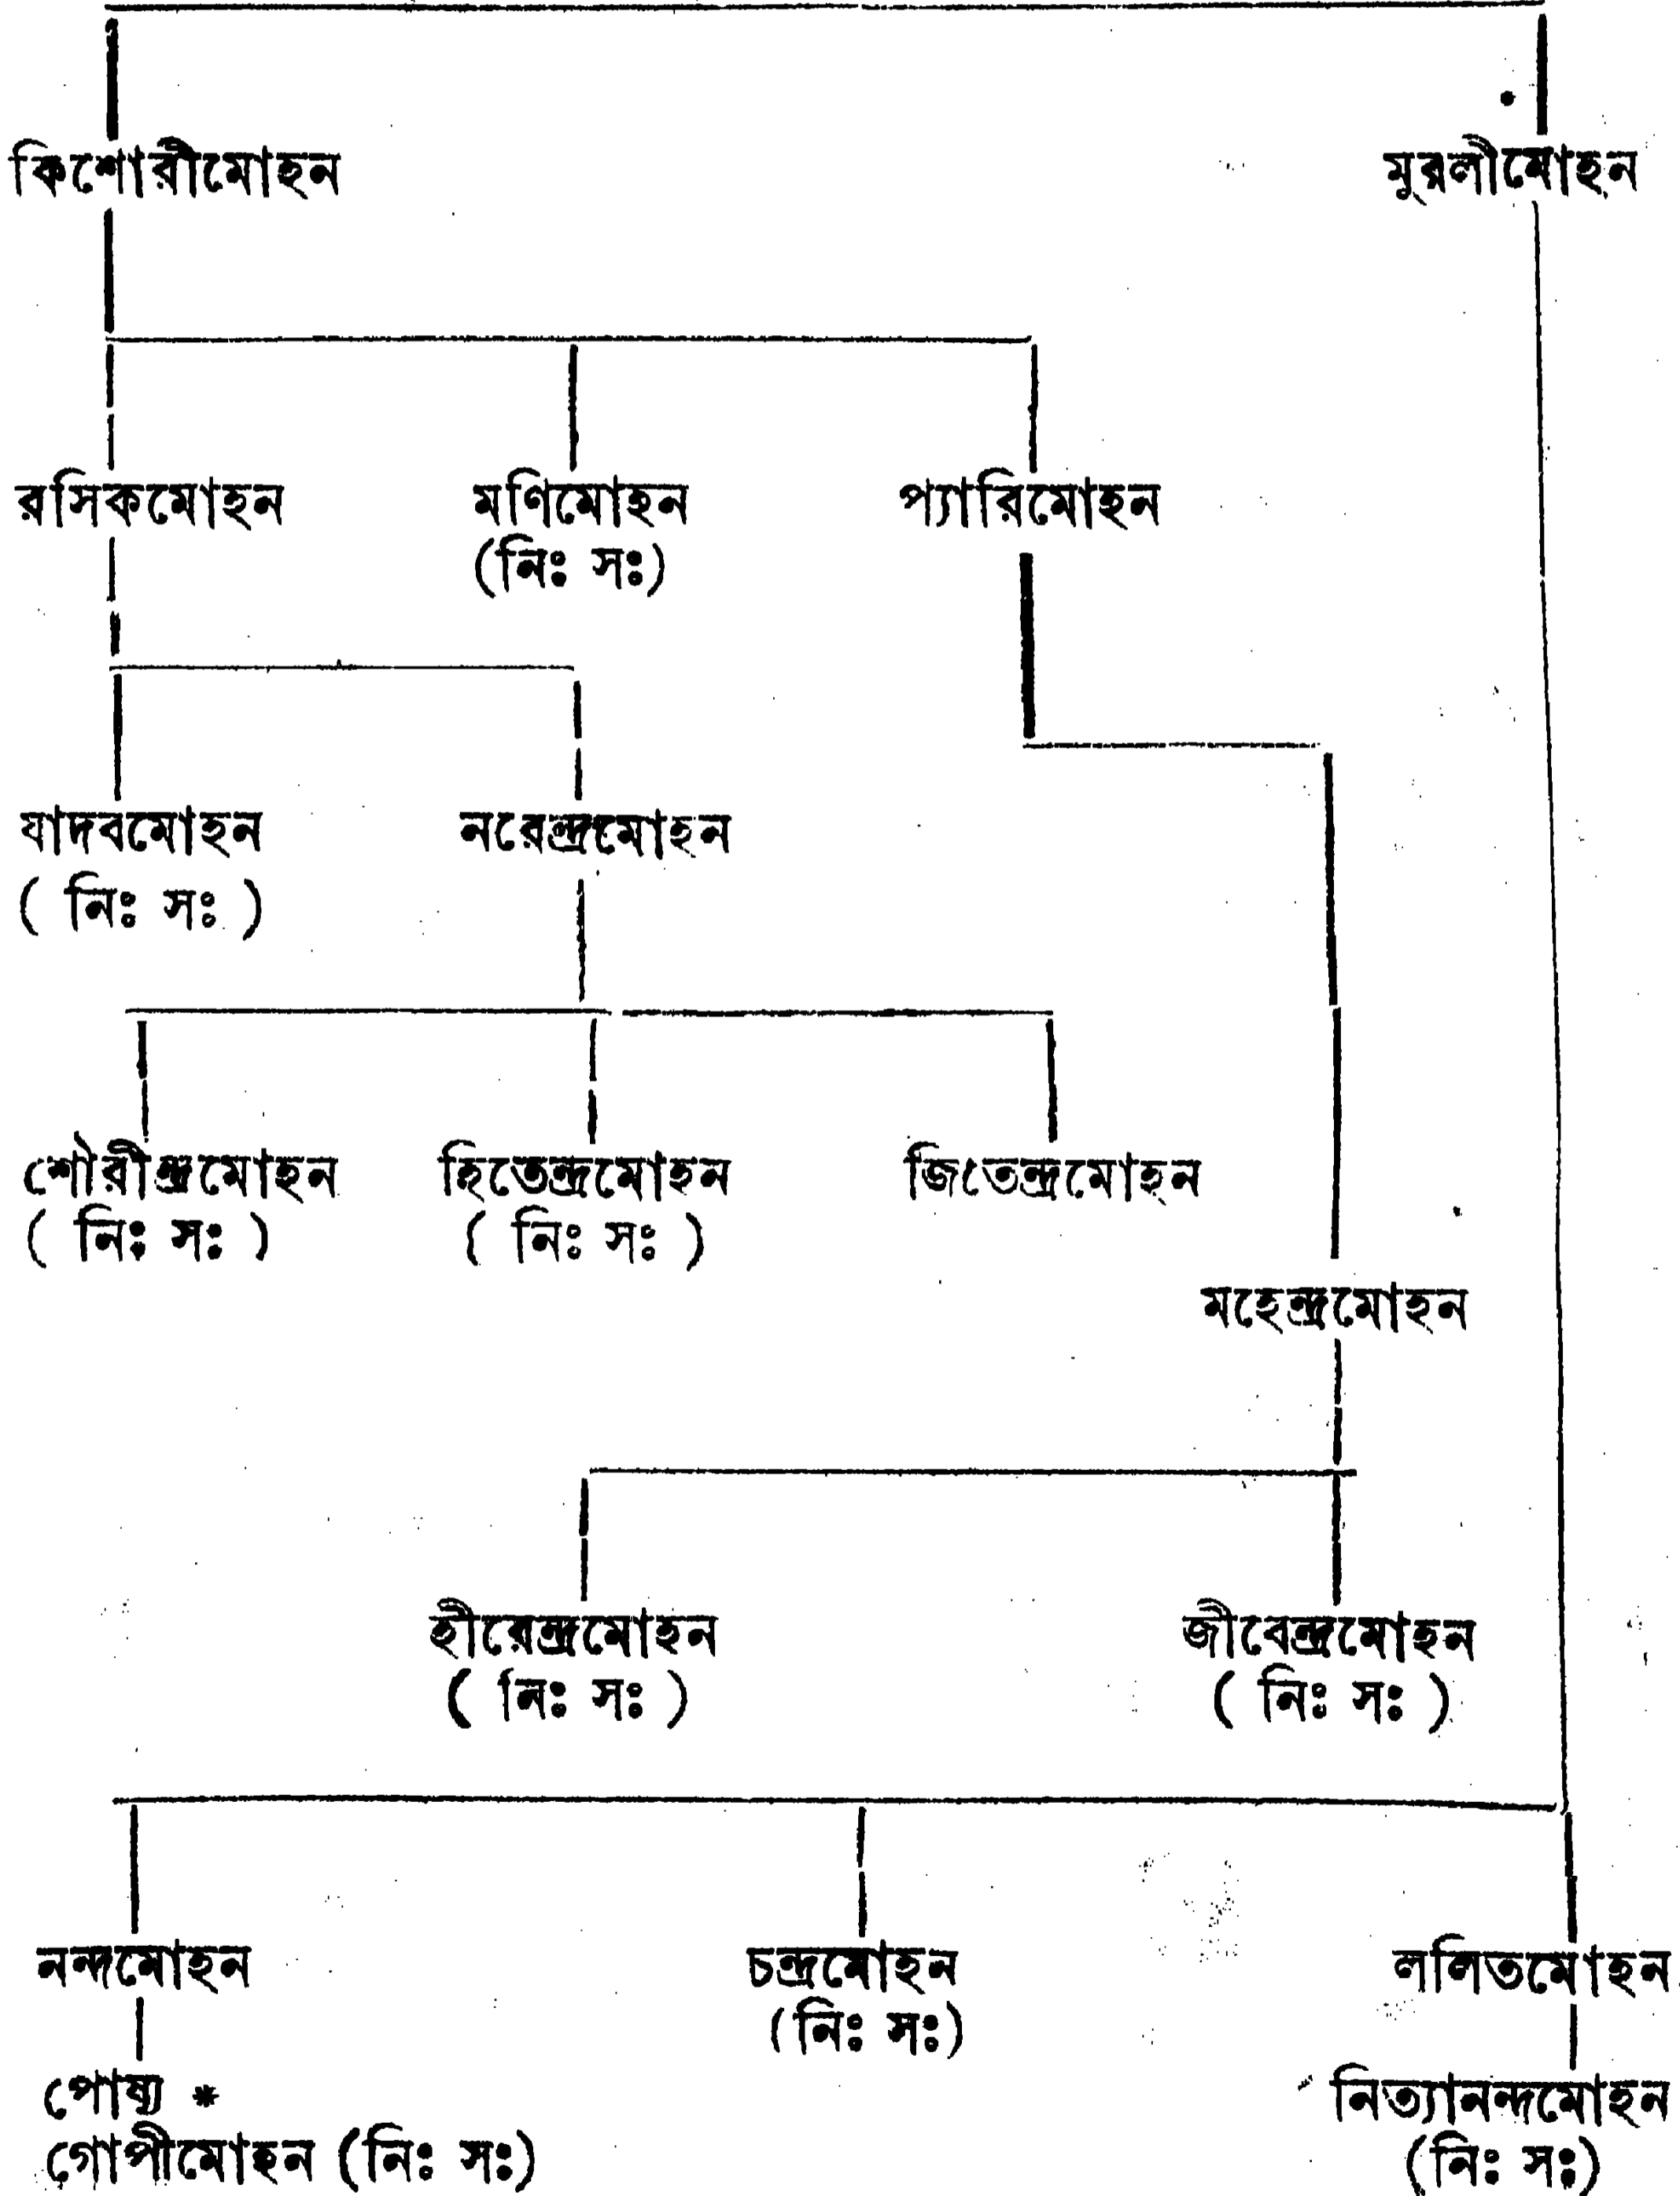 কিশোরীমোহন মুরলীমোহন
রসিকমোহন মণিমোহন প্যারিমোহন
(নিঃ সঃ)
যাদবমোহন নরেন্দ্রমোহন
( নিঃ সঃ )
শৌরীন্দ্রমোহন হিতেন্দ্রমোহন জিতেন্দ্রমোহন
( নিঃ সঃ ) ( নিঃ সঃ )
মহেন্দ্রমোহন
হীরেন্দ্রমোহন জীবেন্দ্রমোহন
( নিঃ সঃ ) ( নিঃ সঃ )
নন্দমোহন চন্দ্রমোহন ললিতমোহন
(নিঃ সঃ)
পোষ্য * নিত্যানন্দমোহন
গোপীমোহন (নিঃ সঃ) (নিঃ সঃ)